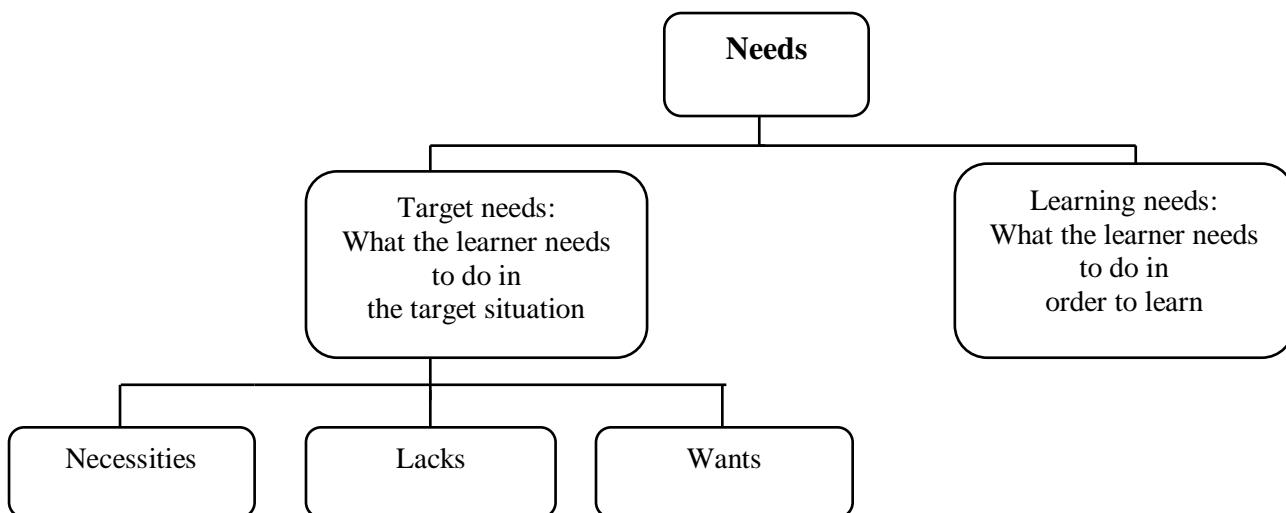 Needs
Target needs:
What the learner needs
to do in
the target situation
Learning needs:
What the learner needs
to do in
order to learn
Necessities
Lacks
Wants